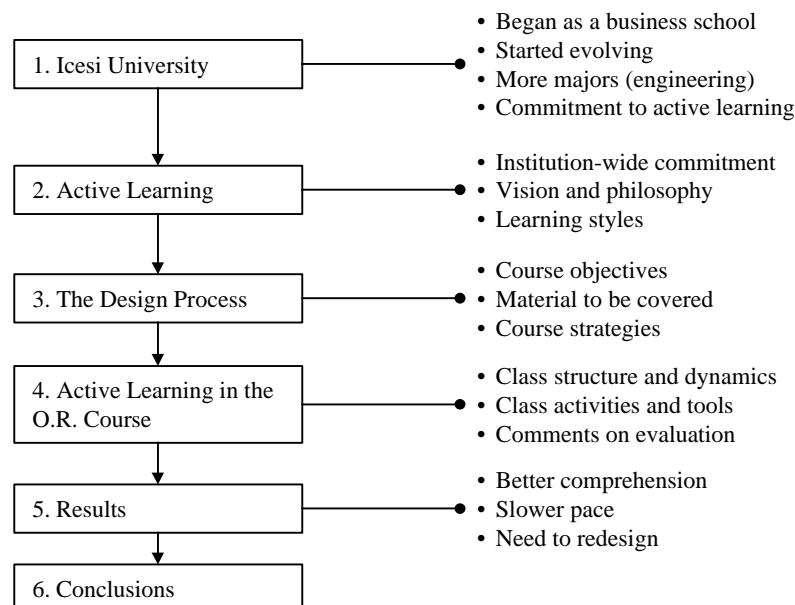 1. Icesi University
• Began as a business school
• Started evolving
• More majors (engineering)
• Commitment to active learning
2. Active Learning
• Institution-wide commitment
• Vision and philosophy
• Learning styles
3. The Design Process
• Course objectives
• Material to be covered
• Course strategies
4. Active Learning in the
O.R. Course
• Class structure and dynamics
• Class activities and tools
• Comments on evaluation
5. Results
• Better comprehension
• Slower pace
• Need to redesign
6. Conclusions